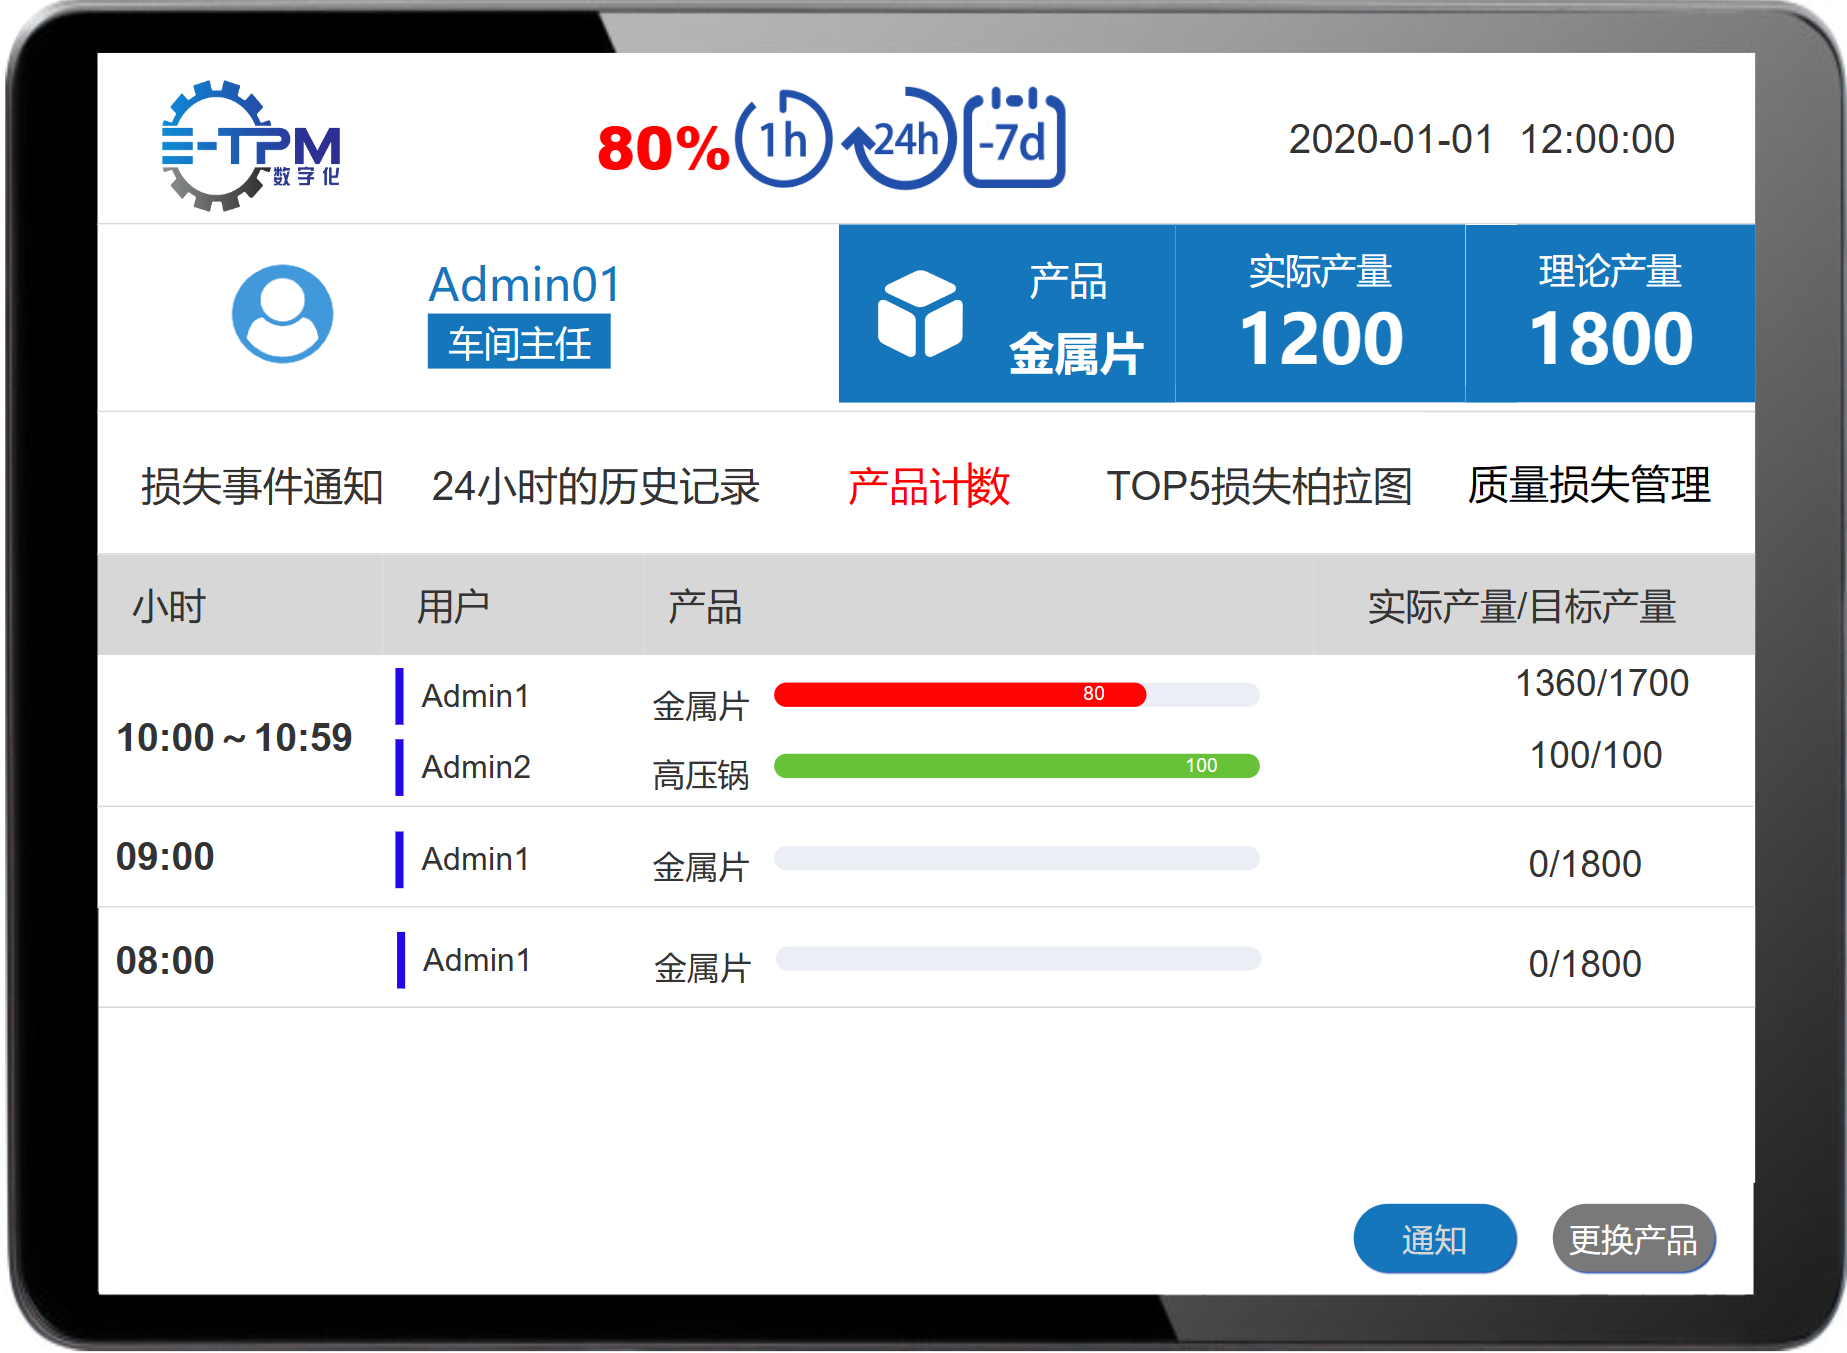 E-TPM
数字化
80% 1h 24h -7d
2020-01-01 12:00:00
Admin01
车间主任
产品
金属片
实际产量
1200
理论产量
1800
损失事件通知 24小时的历史记录 产品计数 TOP5损失柏拉图 质量损失管理
小时 用户 产品 实际产量/目标产量
10:00～10:59
Admin1 金属片 80 1360/1700
Admin2 高压锅 100 100/100
09:00 Admin1 金属片 0/1800
08:00 Admin1 金属片 0/1800
通知 更换产品